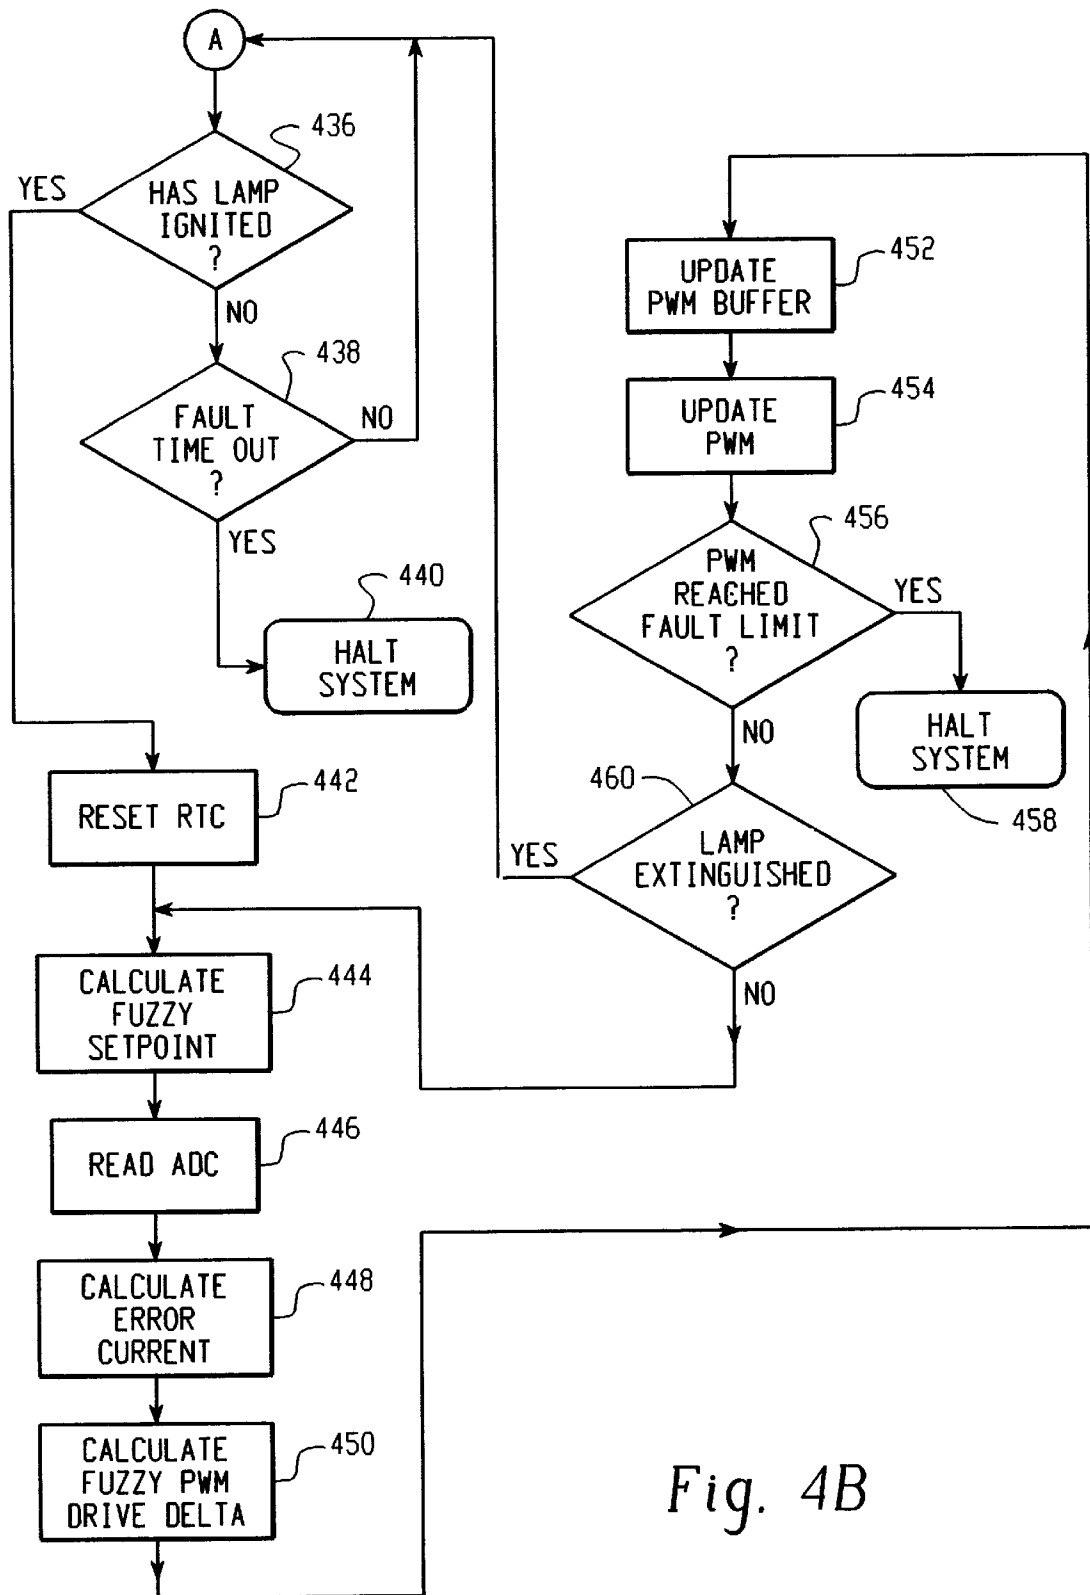 A
436
YES
HAS LAMP
IGNITED
?
NO
438
FAULT
TIME OUT
?
NO
YES
440
HALT
SYSTEM
442
RESET RTC
444
CALCULATE
FUZZY
SETPOINT
446
READ ADC
448
CALCULATE
ERROR
CURRENT
450
CALCULATE
FUZZY PWM
DRIVE DELTA
452
UPDATE
PWM BUFFER
454
UPDATE
PWM
456
PWM
REACHED
FAULT LIMIT
?
YES
HALT
SYSTEM
458
NO
460
YES
LAMP
EXTINGUISHED
?
NO
Fig. 4B